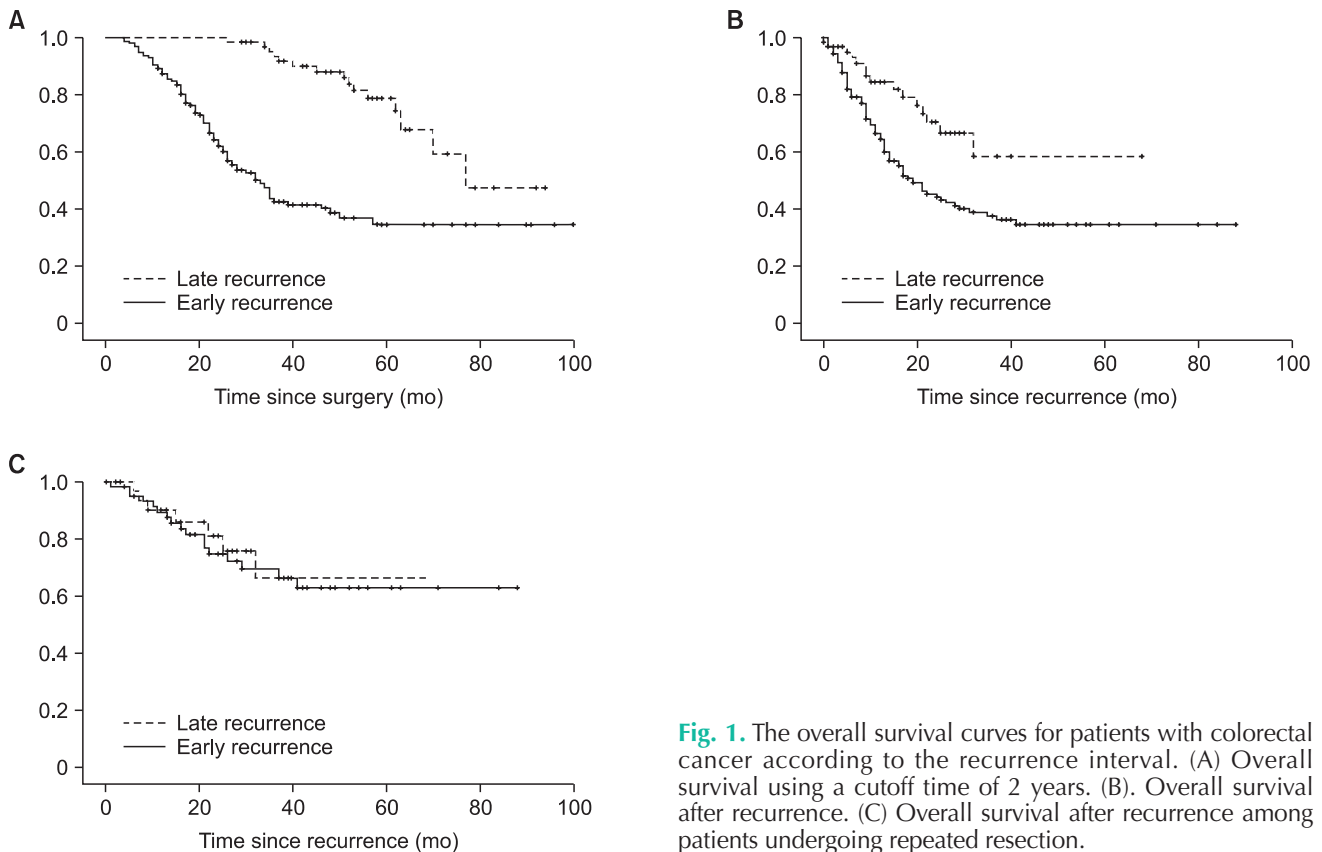 A
1.0
0.8
0.6
0.4
0.2
0
Late recurrence
Early recurrence
0 20 40 60 80 100
Time since surgery (mo)
B
1.0
0.8
0.6
0.4
0.2
0
Late recurrence
Early recurrence
0 20 40 60 80 100
Time since recurrence (mo)
C
1.0
0.8
0.6
0.4
0.2
0
Late recurrence
Early recurrence
0 20 40 60 80 100
Time since recurrence (mo)
Fig. 1. The overall survival curves for patients with colorectal
cancer according to the recurrence interval. (A) Overall
survival using a cutoff time of 2 years. (B). Overall survival
after recurrence. (C) Overall survival after recurrence among
patients undergoing repeated resection.